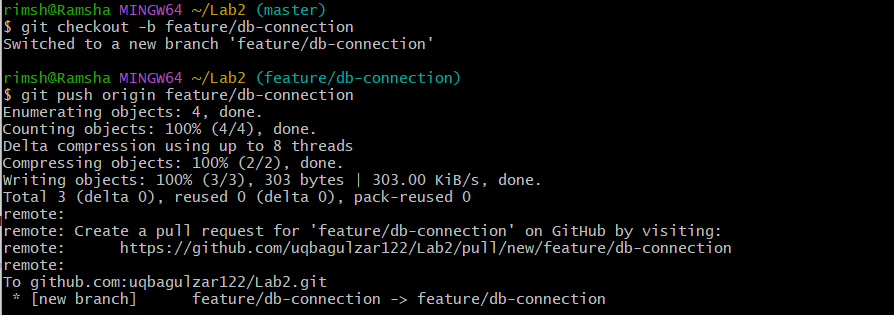 rimsh@Ramsha MINGW64 ~/Lab2 (master)
$ git checkout -b feature/db-connection
Switched to a new branch 'feature/db-connection'

rimsh@Ramsha MINGW64 ~/Lab2 (feature/db-connection)
$ git push origin feature/db-connection
Enumerating objects: 4, done.
Counting objects: 100% (4/4), done.
Delta compression using up to 8 threads
Compressing objects: 100% (2/2), done.
Writing objects: 100% (3/3), 303 bytes | 303.00 KiB/s, done.
Total 3 (delta 0), reused 0 (delta 0), pack-reused 0
remote:
remote: Create a pull request for 'feature/db-connection' on GitHub by visiting:
remote:      https://github.com/uqbagulzar122/Lab2/pull/new/feature/db-connection
remote:
To github.com:uqbagulzar122/Lab2.git
 * [new branch]      feature/db-connection -> feature/db-connection